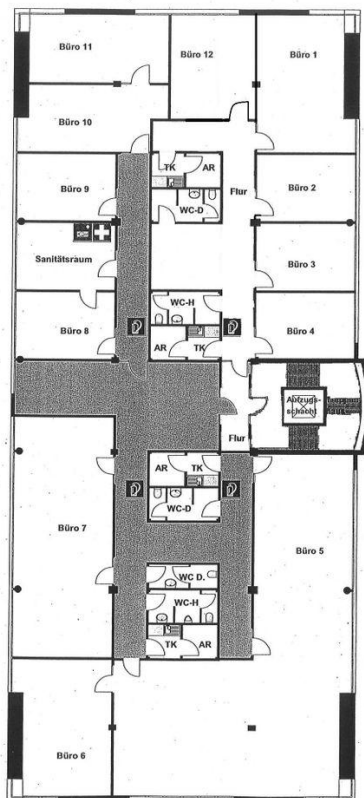 Büro 11
Büro 12
Büro 1
Büro 10
TK
AR
Büro 9
Flur
Büro 2
WC-D
Sanitätsraum
Büro 3
WC-H
Büro 8
Büro 4
AR
TK
Aufzugs-
schacht
Flur
AR
TK
WC-D
Büro 7
Büro 5
WC D.
WC-H
TK
AR
Büro 6